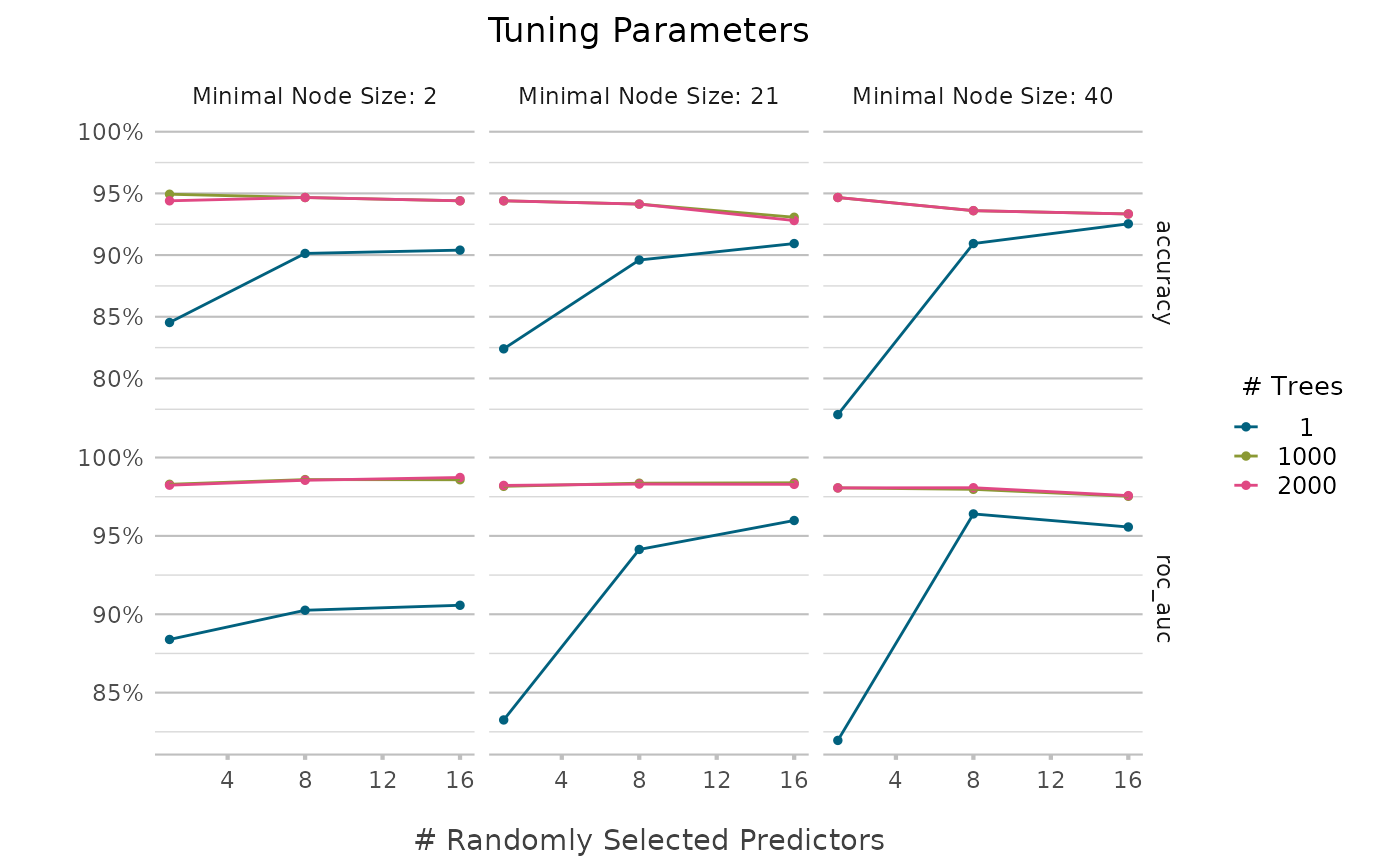 Tuning Parameters
Minimal Node Size: 2
Minimal Node Size: 21
Minimal Node Size: 40
100%
95%
90%
85%
80%
accuracy
100%
95%
90%
85%
roc_auc
4 8 12 16
4 8 12 16
4 8 12 16
# Randomly Selected Predictors
# Trees
1
1000
2000